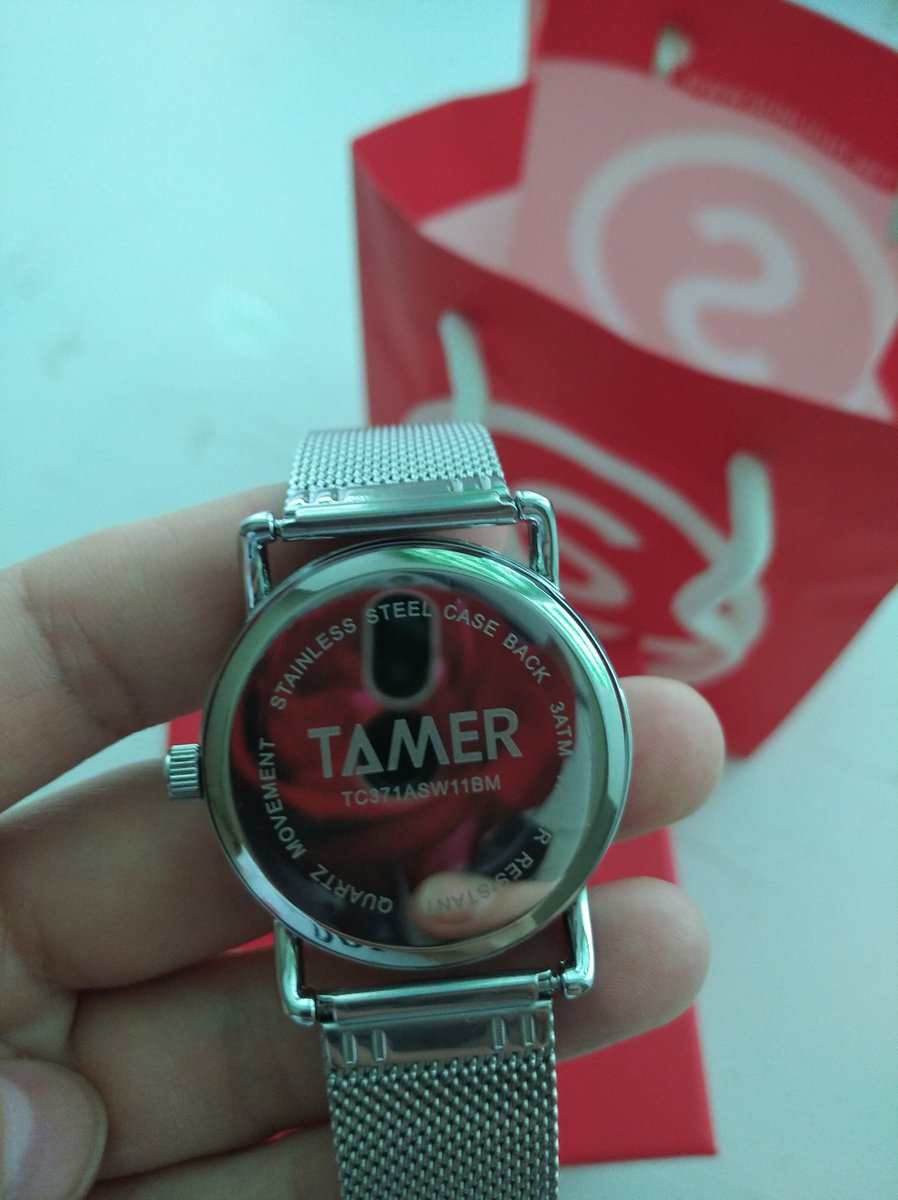 STAINLESS STEEL CASE BACK
3ATM
R RESISTANT
QUARTZ MOVEMENT
TAMER
TC371ASW11BM